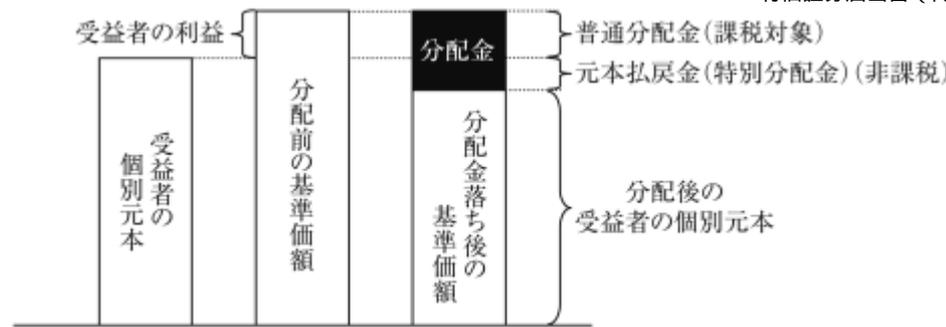 受益者の利益
分配金
普通分配金(課税対象)
元本払戻金(特別分配金)(非課税)
受益者の
個別元本
分配前の基準価額
分配金落ち後の
基準価額
分配後の
受益者の個別元本